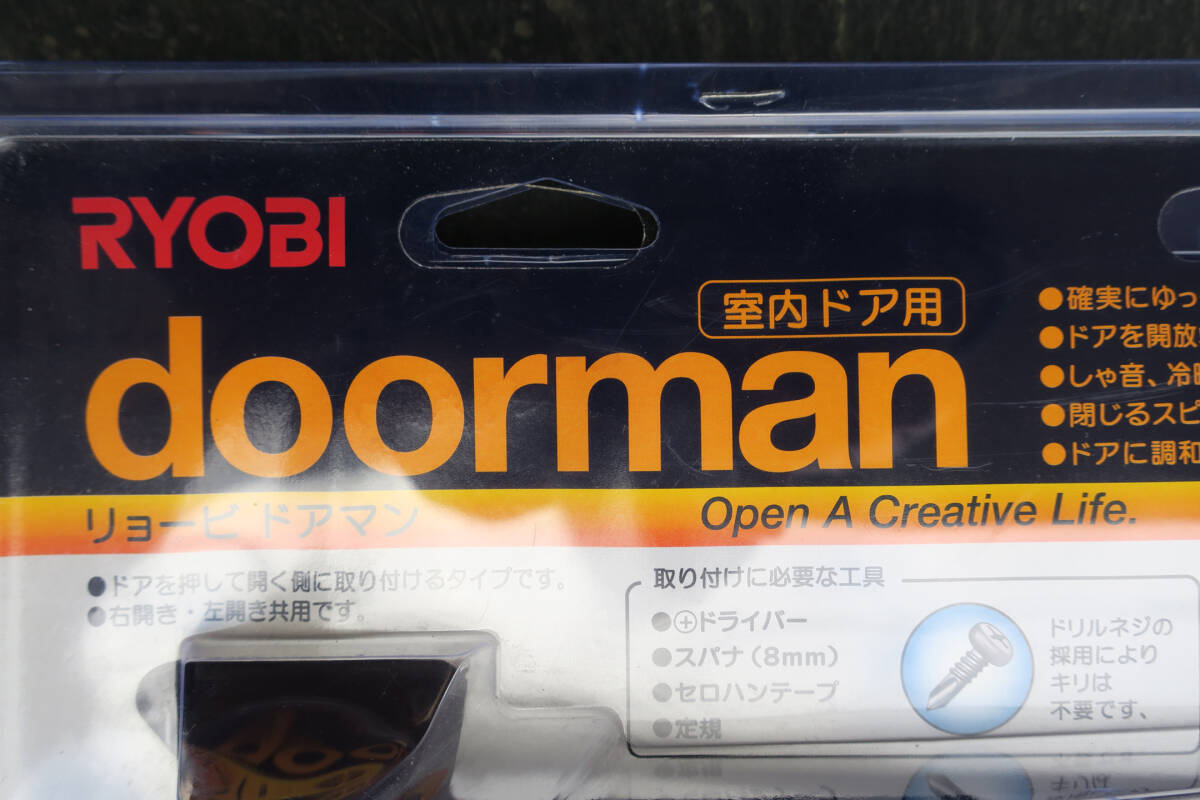 RYOBI
室内ドア用
doorman
●確実にゆっ
●ドアを開放
●しゃ音、冷暖
●閉じるスピ
●ドアに調和
リョービ ドアマン
Open A Creative Life.
●ドアを押して開く側に取り付けるタイプです。
●右開き・左開き共用です。
取り付けに必要な工具
●⊕ドライバー
●スパナ(8mm)
●セロハンテープ
●定規
ドリルネジの
採用により
キリは
不要です、
doorman